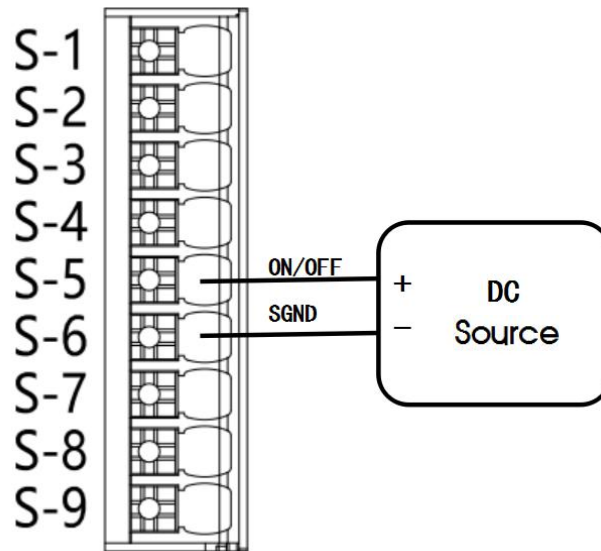 S-1
S-2
S-3
S-4
S-5
S-6
S-7
S-8
S-9
ON/OFF
SGND
+ DC
− Source